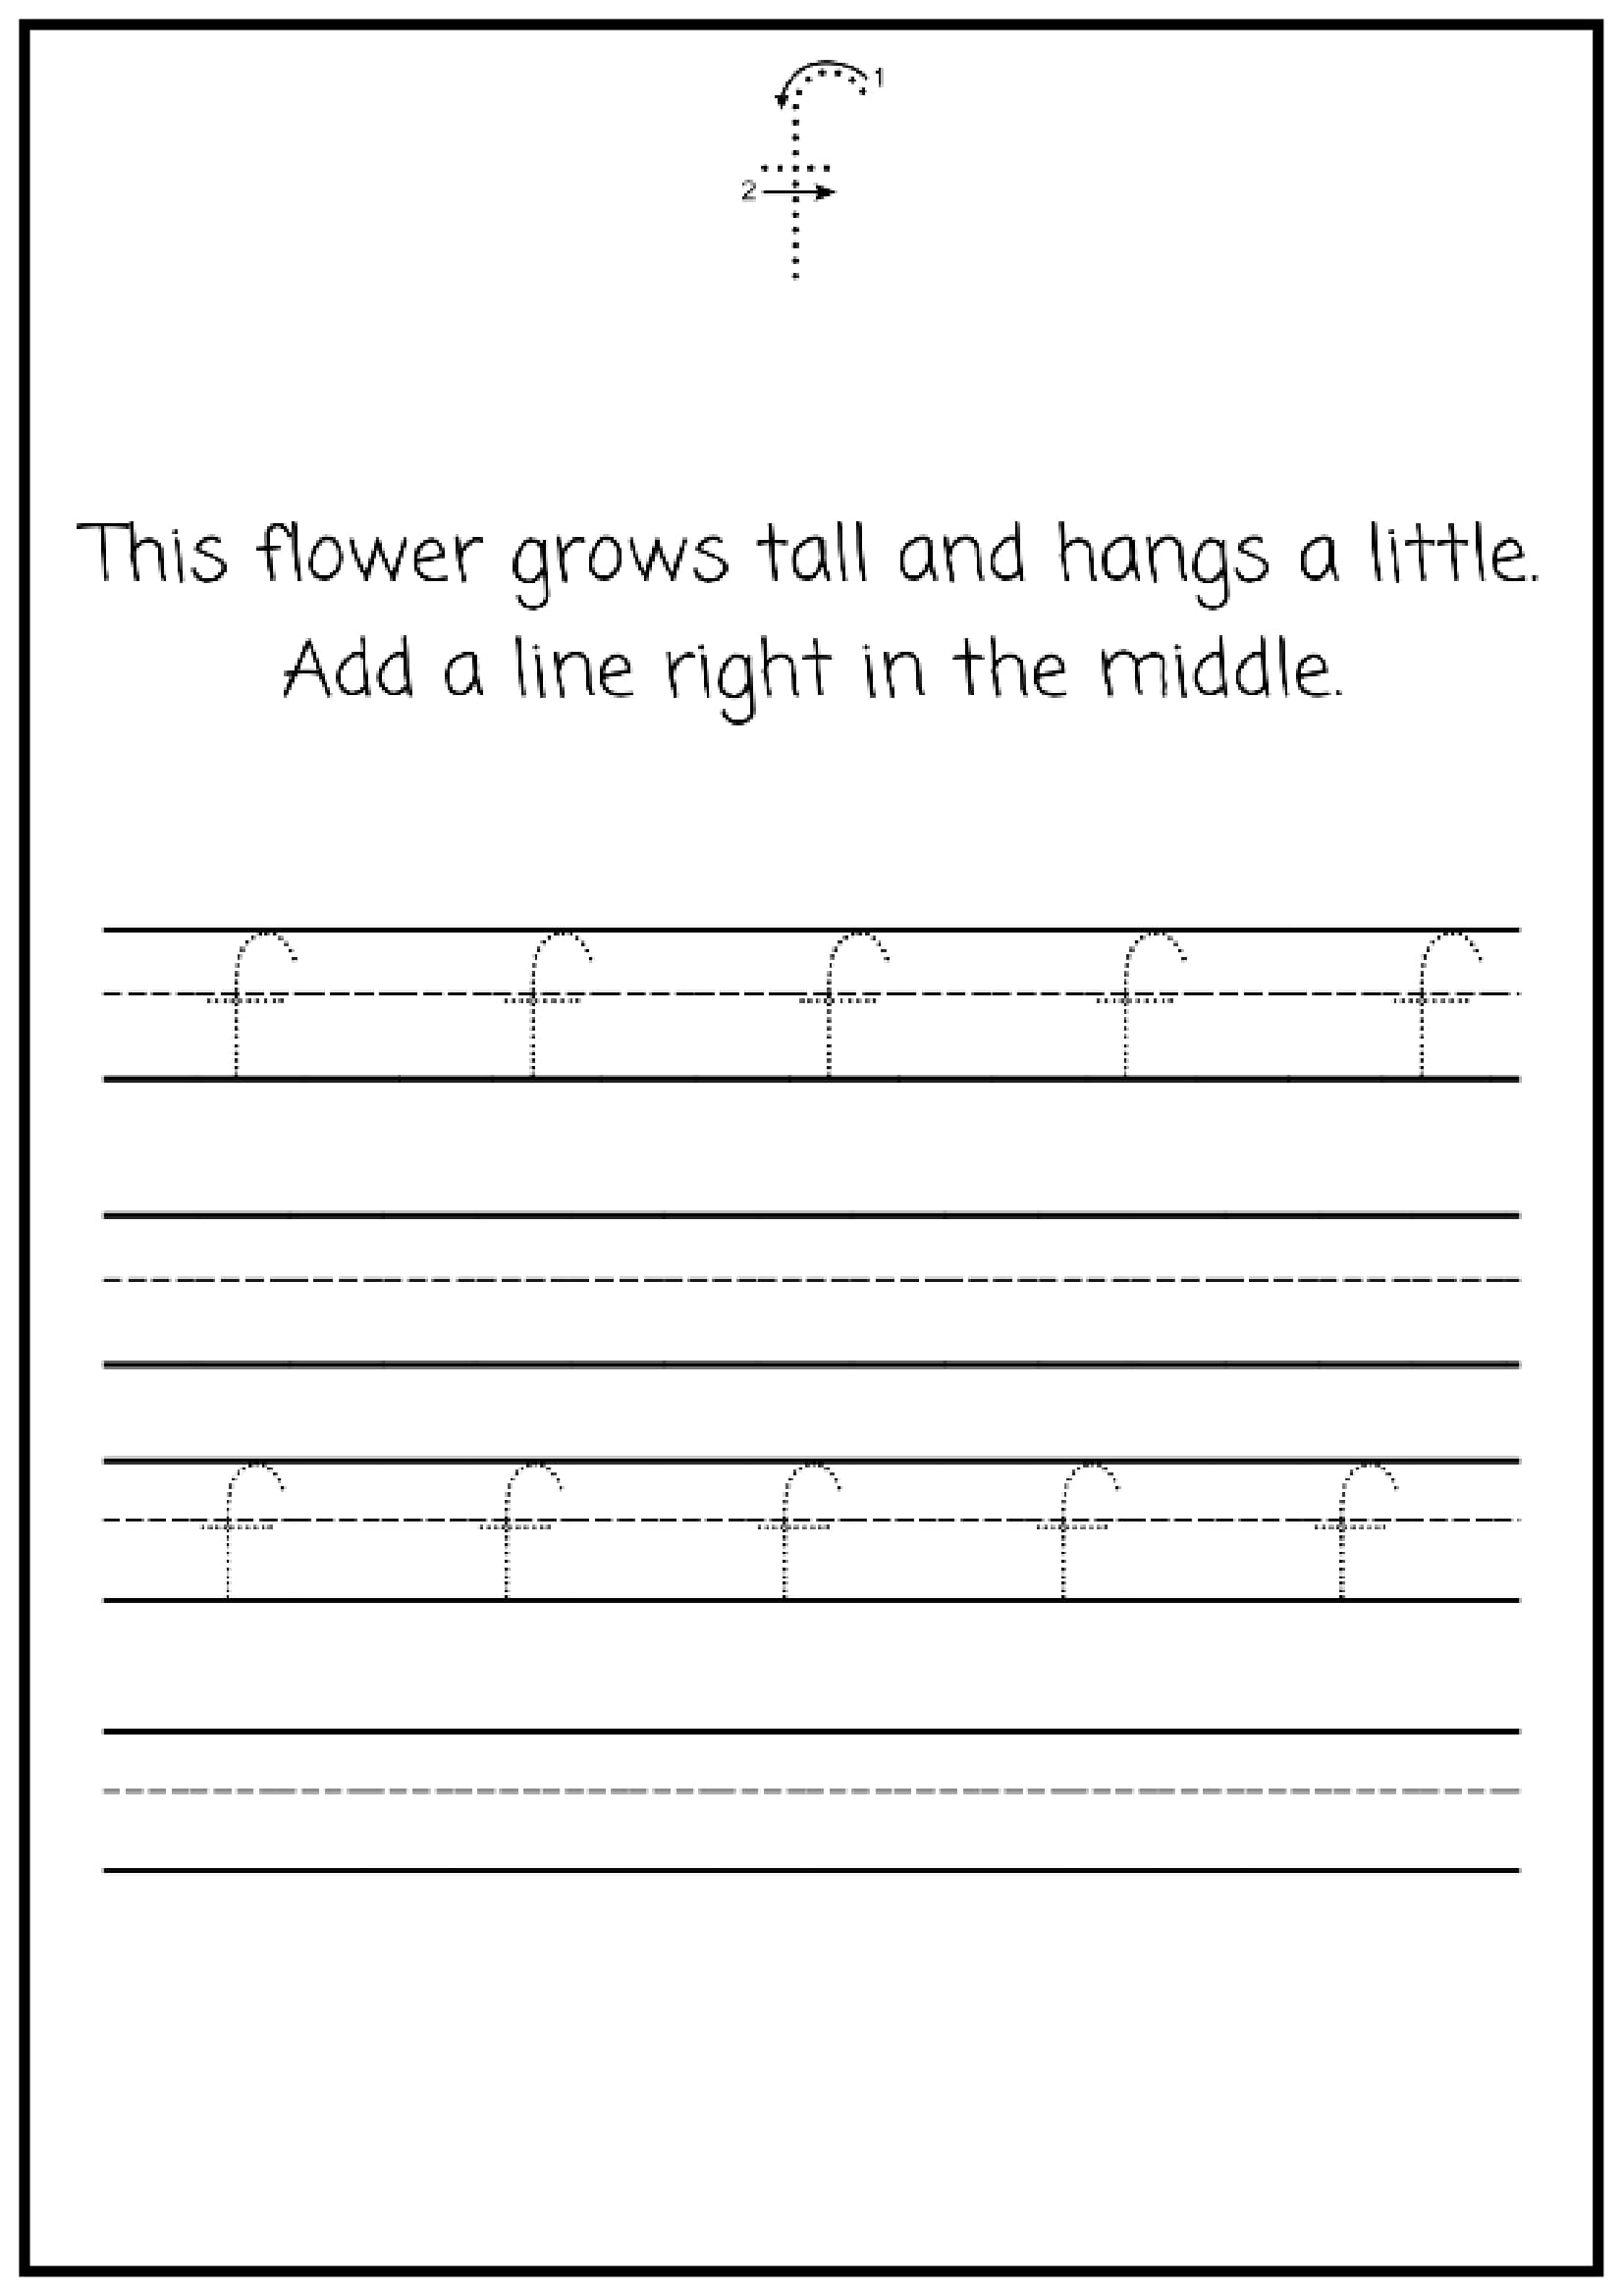 f 1
2
This flower grows tall and hangs a little.
Add a line right in the middle.
f f f f f
f f f f f